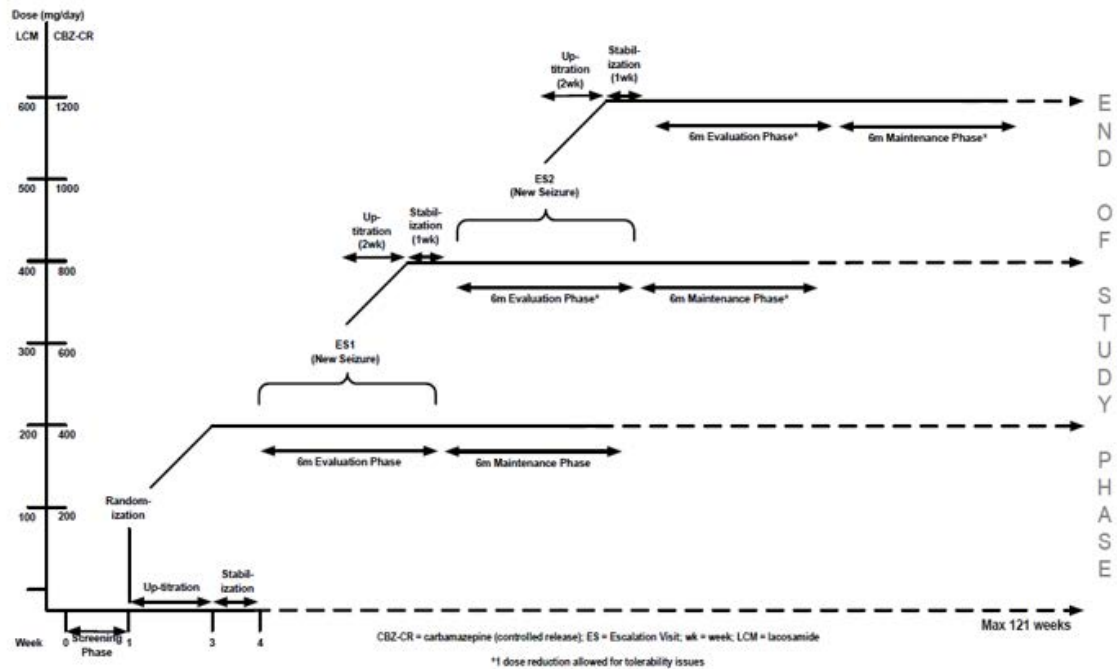 Dose (mg/day)
LCM CBZ-CR
Up-
titration
(2wk)
Stabil-
ization
(1wk)
600 1200
6m Evaluation Phase*
6m Maintenance Phase*
500 1000
ES2
(New Seizure)
Up-
titration
(2wk)
Stabil-
ization
(1wk)
400 800
6m Evaluation Phase*
6m Maintenance Phase*
300 600
ES1
(New Seizure)
200 400
6m Evaluation Phase
6m Maintenance Phase
Random-
ization
100 200
Up-titration
Stabil-
ization
Week 0 1 3 4
Screening
Phase
Max 121 weeks
CBZ-CR = carbamazepine (controlled release); ES = Escalation Visit; wk = week; LCM = lacosamide
*1 dose reduction allowed for tolerability issues
END OF STUDY PHASE